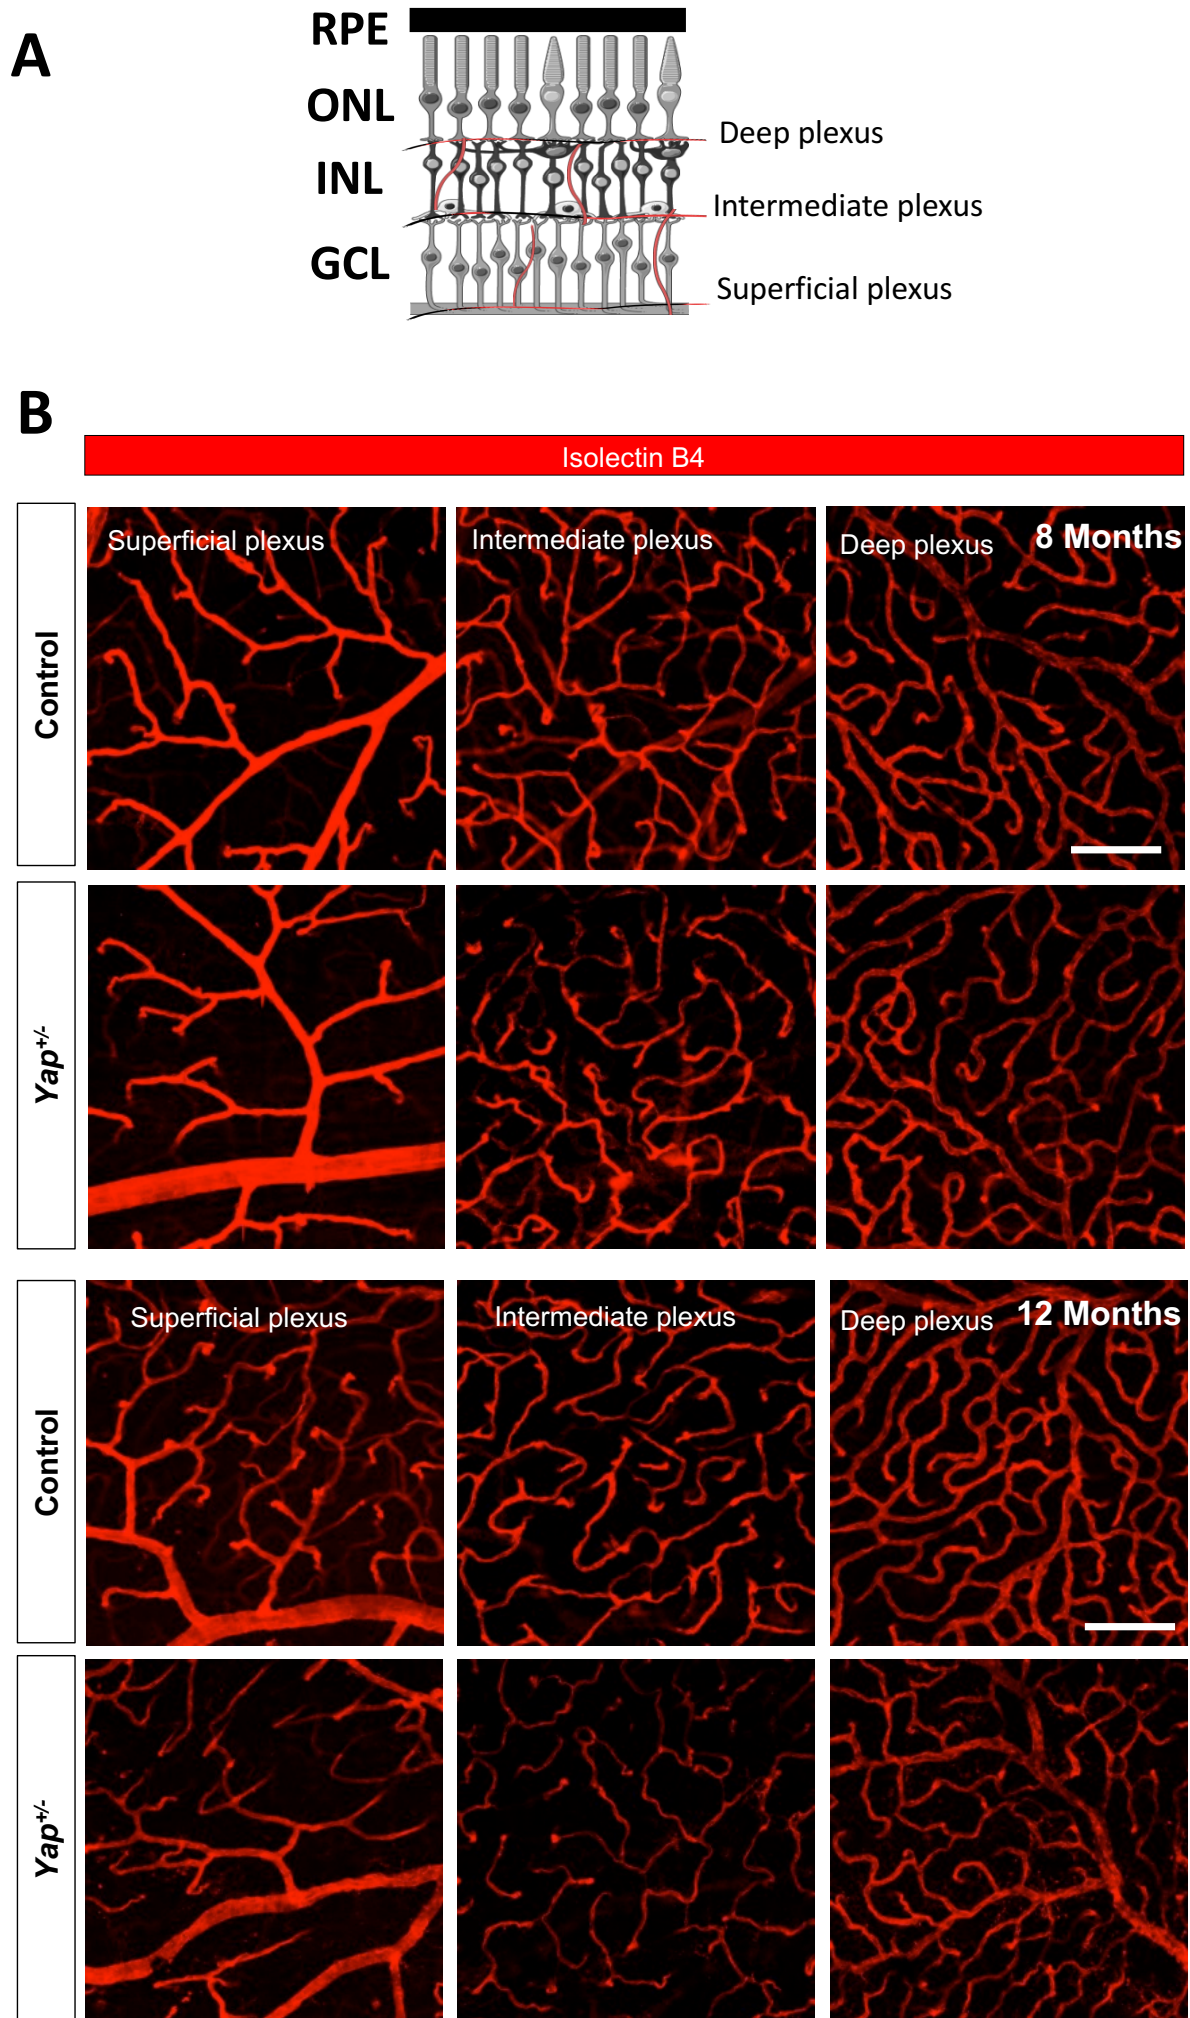 A
RPE
ONL
INL
GCL
Deep plexus
Intermediate plexus
Superficial plexus
B
Isolectin B4
Control
Superficial plexus
Intermediate plexus
Deep plexus
8 Months
Yap+/-
Control
Superficial plexus
Intermediate plexus
Deep plexus
12 Months
Yap+/-